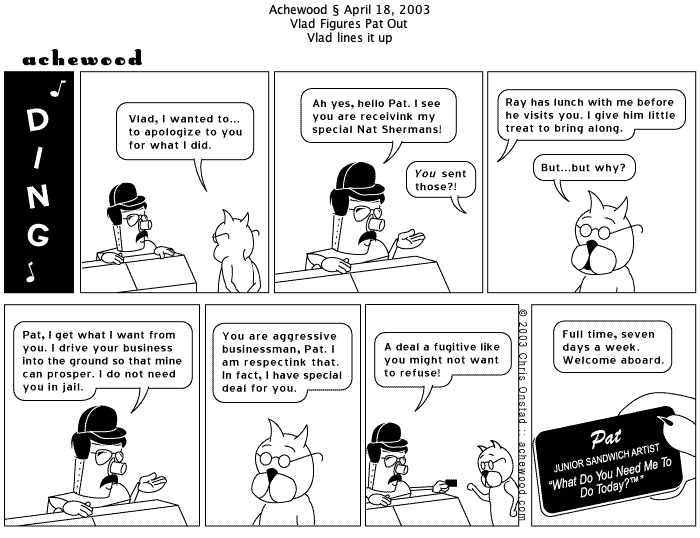 Achewood § April 18, 2003
Vlad Figures Pat Out
Vlad lines it up
achewood
DING
Vlad, I wanted to...
to apologize to you
for what I did.
Ah yes, hello Pat. I see
you are receivink my
special Nat Shermans!
You sent
those?!
Ray has lunch with me before
he visits you. I give him little
treat to bring along.
But...but why?
Pat, I get what I want from
you. I drive your business
into the ground so that mine
can prosper. I do not need
you in jail.
You are aggressive
businessman, Pat. I
am respectink that.
In fact, I have special
deal for you.
A deal a fugitive like
you might not want
to refuse!
© 2003 Chris Onstad :: achewood.com
Full time, seven
days a week.
Welcome aboard.
Pat
JUNIOR SANDWICH ARTIST
"What Do You Need Me To
Do Today?™"